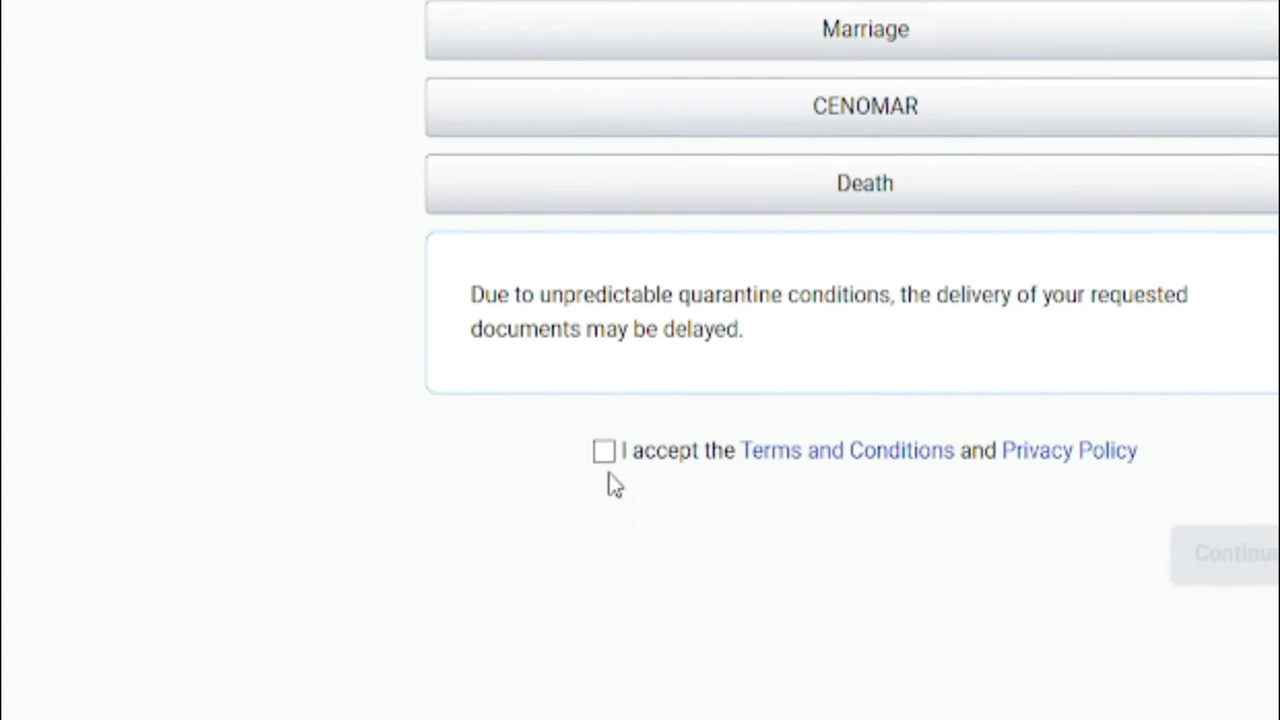 Marriage
CENOMAR
Death
Due to unpredictable quarantine conditions, the delivery of your requested
documents may be delayed.
I accept the Terms and Conditions and Privacy Policy
Continue